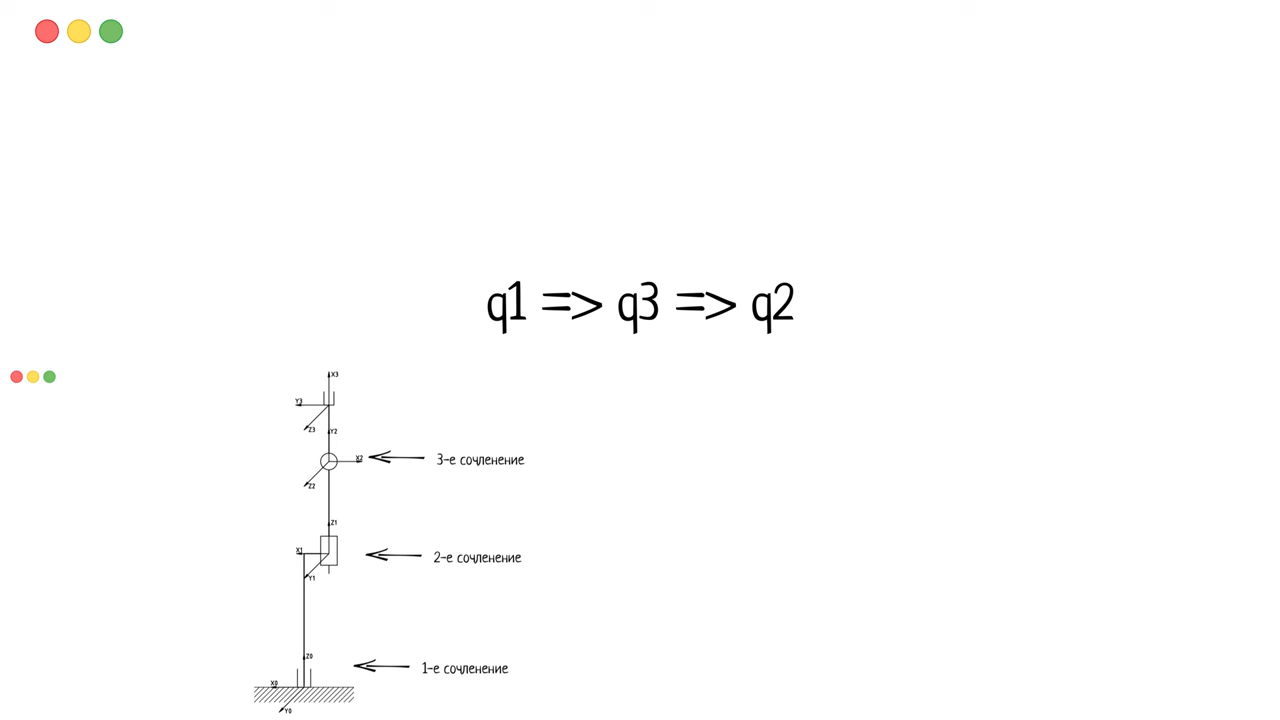 q1 => q3 => q2
X3
Y3
Z3
Y2
X2
3-е сочленение
Z2
Z1
X1
2-е сочленение
Y1
Z0
1-е сочленение
X0
Y0